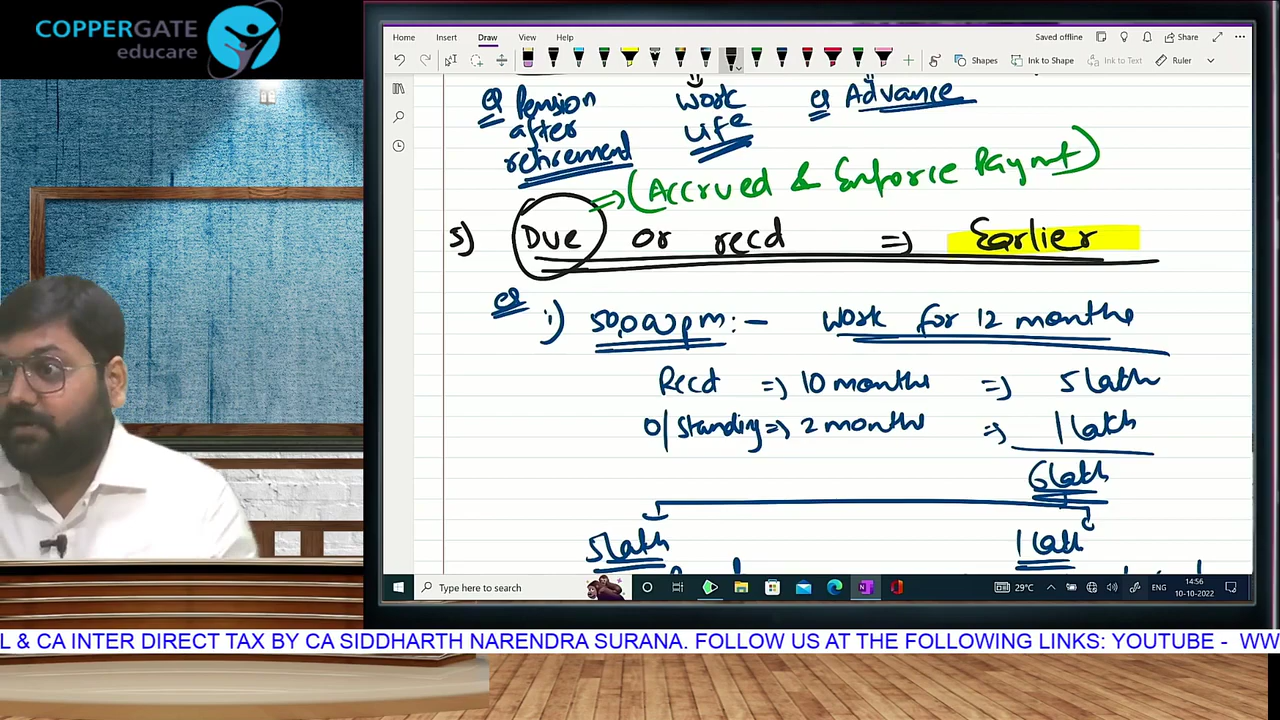 COPPERGATE
educare
Home Insert Draw View Help
Saved offline
Share
Shapes
Ink to Shape
Ink to Text
Ruler
eg Pension after retirement
work life
eg Advance
=> (Accrued & Enforce Paymt)
5) Due or recd => Earlier
eg i) 50,000 pm:- work for 12 months
Recd => 10 months => 5 lakh
O/standing => 2 months => 1 lakh
6 lakh
5 lakh
1 lakh
Type here to search
29°C
ENG
14:56
10-10-2022
L & CA INTER DIRECT TAX BY CA SIDDHARTH NARENDRA SURANA. FOLLOW US AT THE FOLLOWING LINKS: YOUTUBE - WW